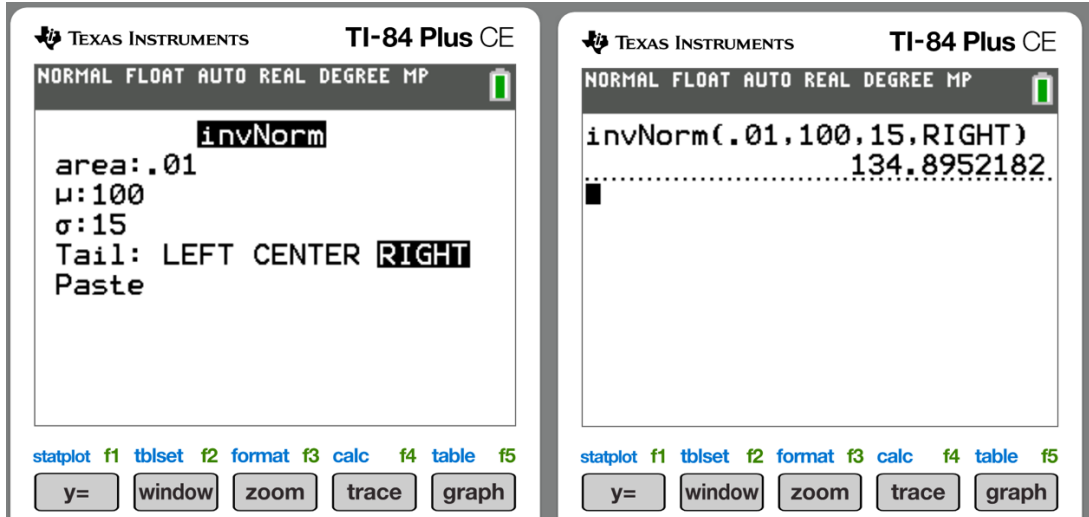 TEXAS INSTRUMENTS TI-84 Plus CE
NORMAL FLOAT AUTO REAL DEGREE MP
invNorm
area:.01
μ:100
σ:15
Tail: LEFT CENTER RIGHT
Paste
statplot f1 tblset f2 format f3 calc f4 table f5
y= window zoom trace graph
TEXAS INSTRUMENTS TI-84 Plus CE
NORMAL FLOAT AUTO REAL DEGREE MP
invNorm(.01,100,15,RIGHT)
134.8952182
statplot f1 tblset f2 format f3 calc f4 table f5
y= window zoom trace graph